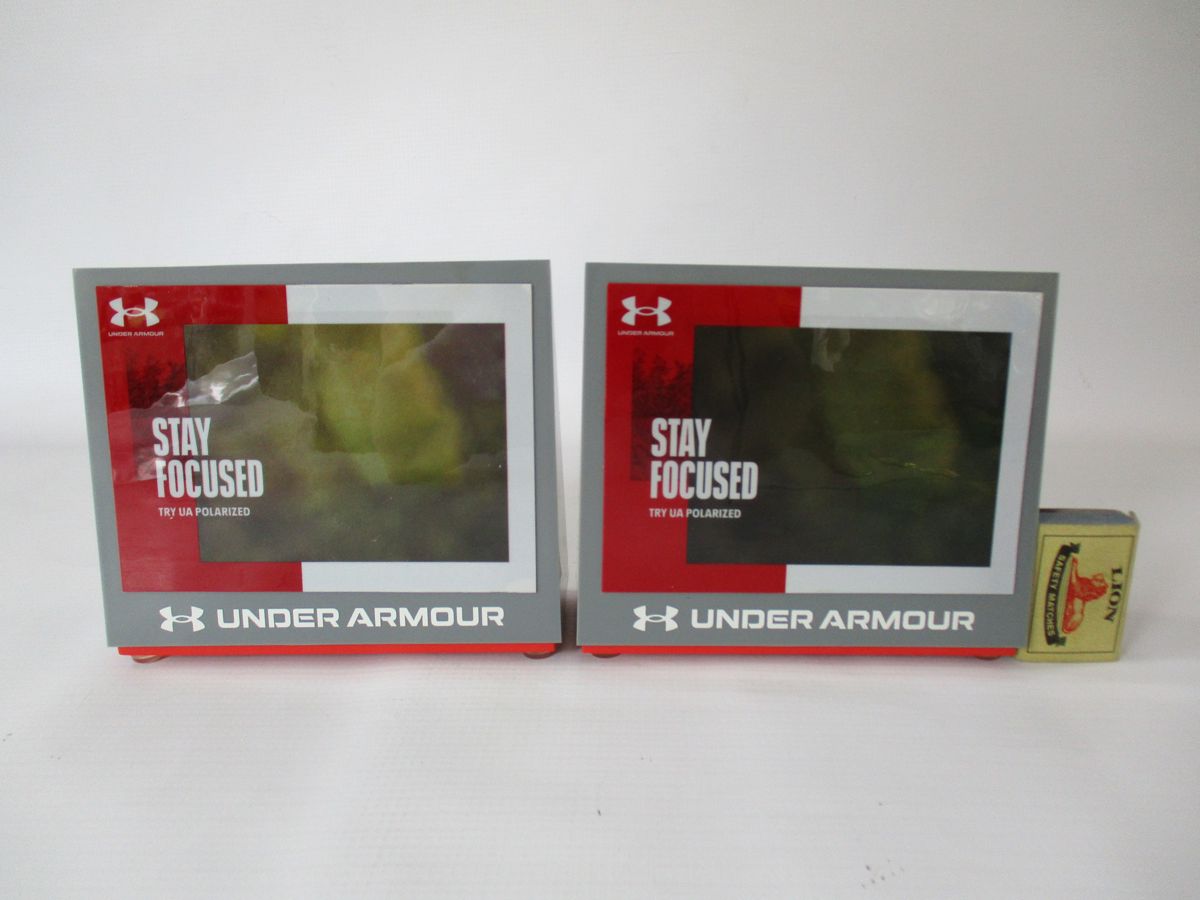 UNDER ARMOUR
STAY
FOCUSED
TRY UA POLARIZED
UNDER ARMOUR
UNDER ARMOUR
STAY
FOCUSED
TRY UA POLARIZED
UNDER ARMOUR
LION
SAFETY MATCHES